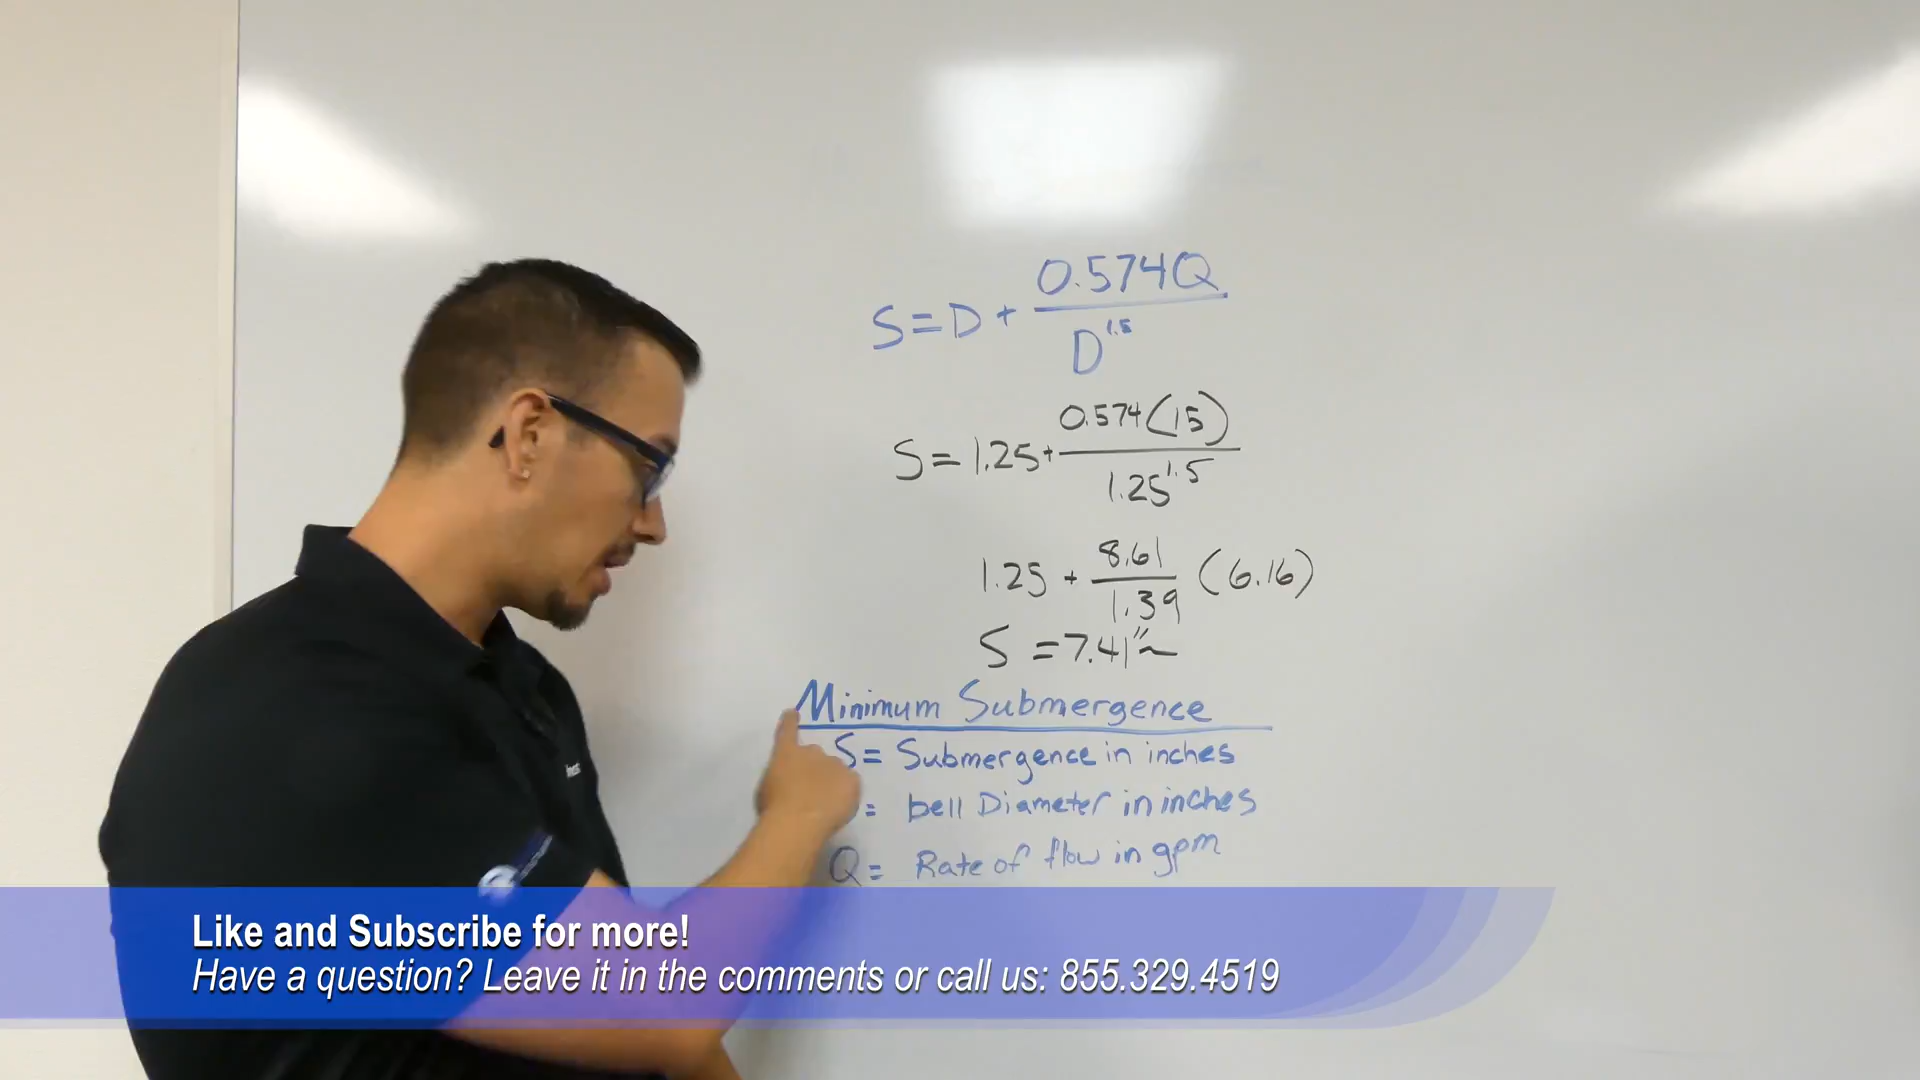 S = D + 0.574Q / D^1.5
S = 1.25 + 0.574(15) / 1.25^1.5
1.25 + 8.61 / 1.39 (6.16)
S = 7.41"
Minimum Submergence
S = Submergence in inches
= bell Diameter in inches
Q = Rate of flow in gpm
Like and Subscribe for more!
Have a question? Leave it in the comments or call us: 855.329.4519